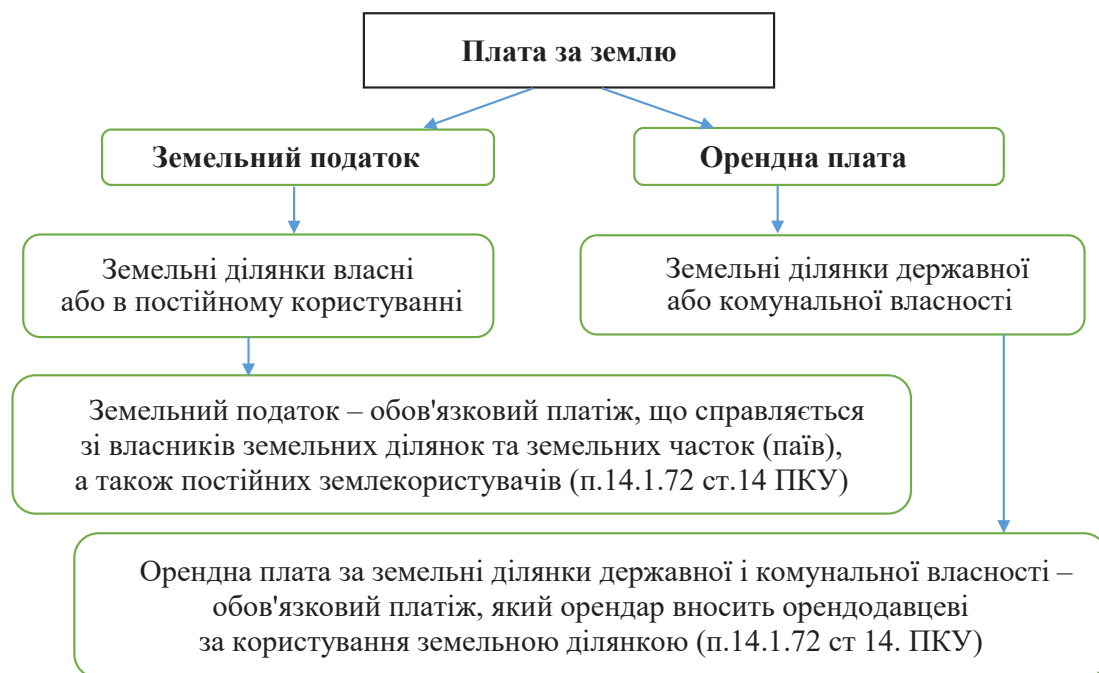 Плата за землю
Земельний податок
Орендна плата
Земельні ділянки власні
або в постійному користуванні
Земельні ділянки державної
або комунальної власності
Земельний податок – обов'язковий платіж, що справляється
зі власників земельних ділянок та земельних часток (паїв),
а також постійних землекористувачів (п.14.1.72 ст.14 ПКУ)
Орендна плата за земельні ділянки державної і комунальної власності –
обов'язковий платіж, який орендар вносить орендодавцеві
за користування земельною ділянкою (п.14.1.72 ст 14. ПКУ)